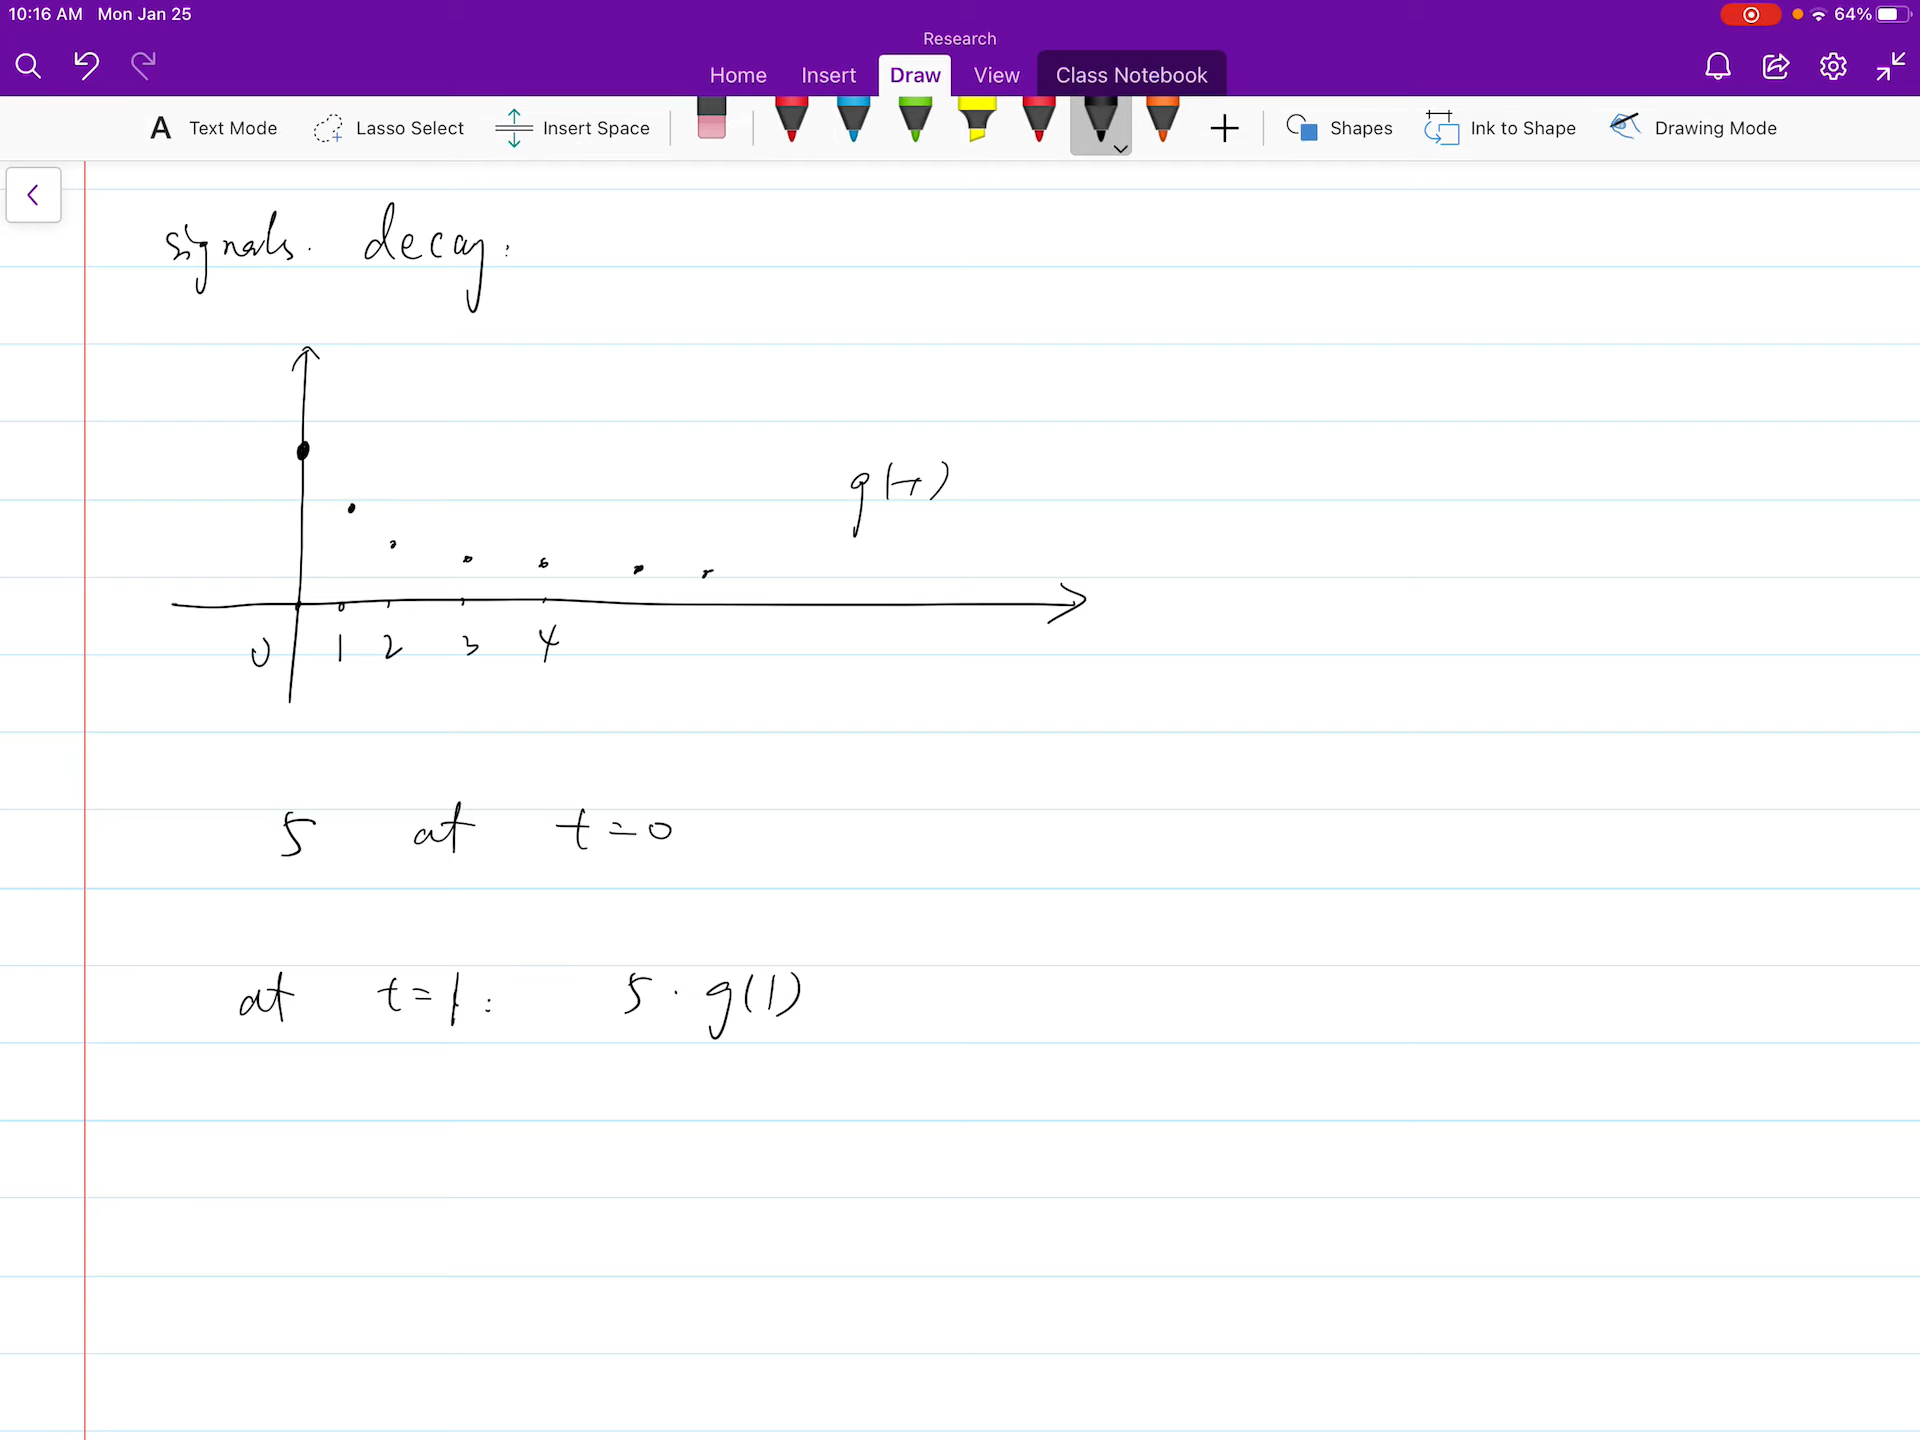 10:16 AM Mon Jan 25 64%
Research
Home Insert Draw View Class Notebook
A Text Mode Lasso Select Insert Space Shapes Ink to Shape Drawing Mode
signals. decay:
g(t)
0 1 2 3 4
5 at t=0
at t=1: 5 · g(1)